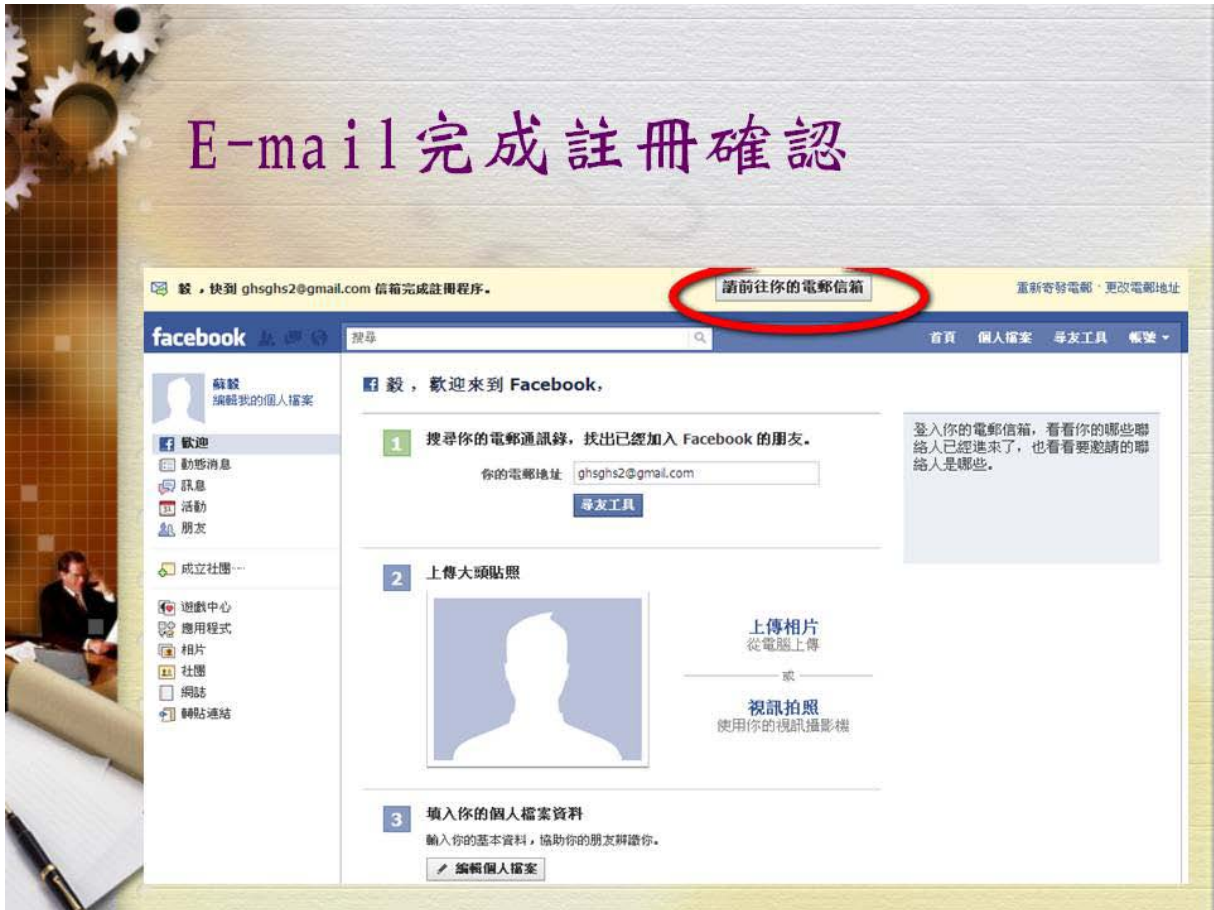 E-mail完成註冊確認
毅，快到 ghsghs2@gmail.com 信箱完成註冊程序。
請前往你的電郵信箱
重新寄發電郵．更改電郵地址
facebook
搜尋
首頁 個人檔案 尋友工具 帳號
蘇毅
編輯我的個人檔案
歡迎
動態消息
訊息
31 活動
朋友
成立社團…
遊戲中心
應用程式
相片
社團
網誌
轉貼連結
毅，歡迎來到 Facebook,
1 搜尋你的電郵通訊錄，找出已經加入 Facebook 的朋友。
你的電郵地址 ghsghs2@gmail.com
尋友工具
登入你的電郵信箱，看看你的哪些聯
絡人已經進來了，也看看要邀請的聯
絡人是哪些。
2 上傳大頭貼照
上傳相片
從電腦上傳
或
視訊拍照
使用你的視訊攝影機
3 填入你的個人檔案資料
輸入你的基本資料，協助你的朋友辨識你。
編輯個人檔案